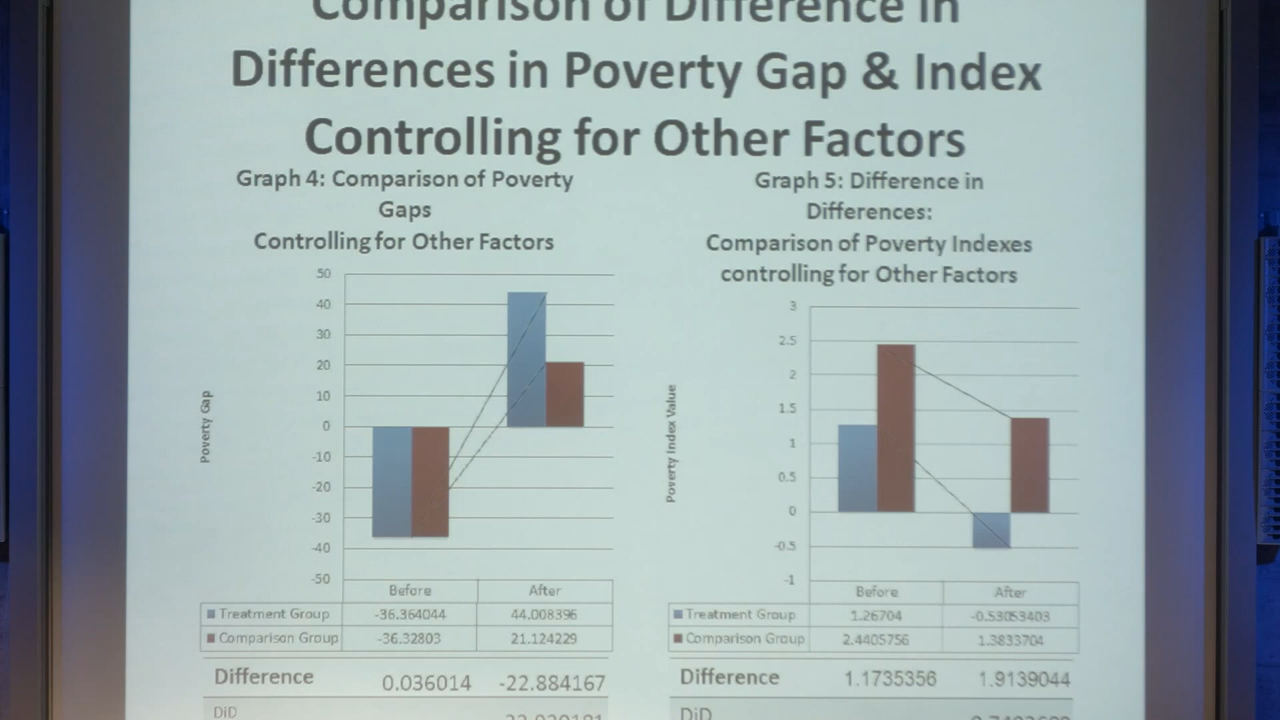 Comparison of Difference in
Differences in Poverty Gap & Index
Controlling for Other Factors
Graph 4: Comparison of Poverty
Gaps
Controlling for Other Factors
50
40
30
20
10
0
-10
-20
-30
-40
-50
Poverty Gap
Before After
Treatment Group -36.364044 44.008396
Comparison Group -36.32803 21.124229
Difference 0.036014 -22.884167
DiD
Graph 5: Difference in
Differences:
Comparison of Poverty Indexes
controlling for Other Factors
3
2.5
2
1.5
1
0.5
0
-0.5
-1
Poverty Index Value
Before After
Treatment Group 1.26704 -0.53053403
Comparison Group 2.4405756 1.3833704
Difference 1.1735356 1.9139044
DiD